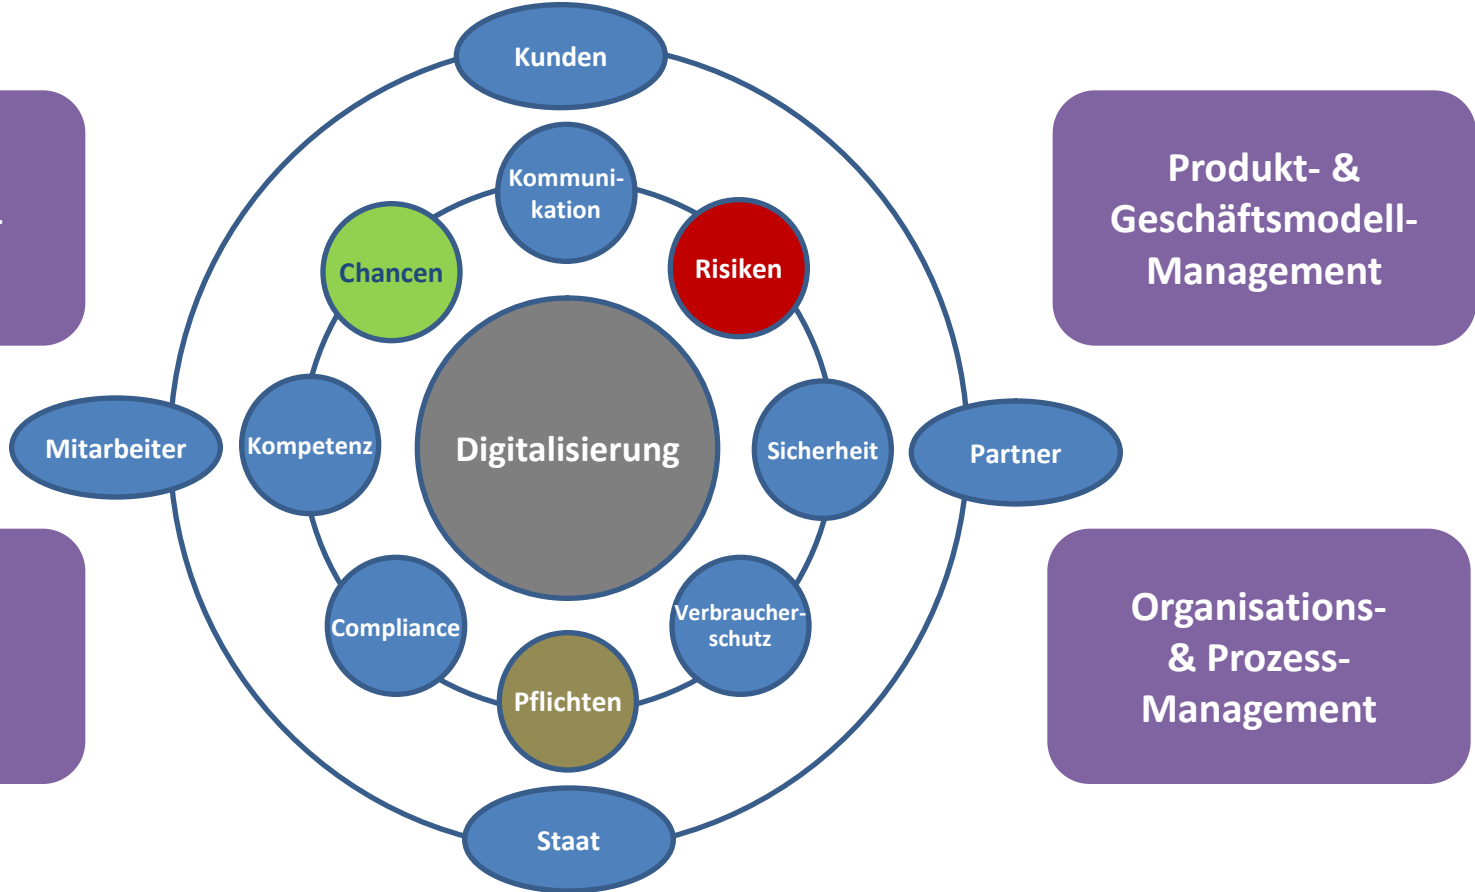 Kunden
Kommuni-
kation
Chancen
Risiken
Produkt- &
Geschäftsmodell-
Management
-
Mitarbeiter
Kompetenz
Digitalisierung
Sicherheit
Partner
Compliance
Verbraucher-
schutz
Pflichten
Organisations-
& Prozess-
Management
Staat